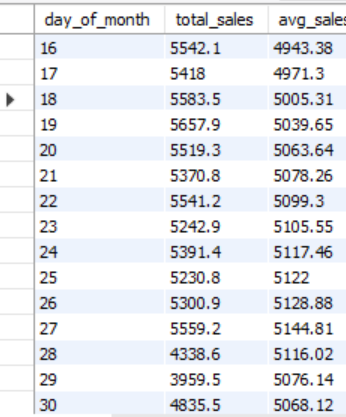 day_of_month total_sales avg_sales
16 5542.1 4943.38
17 5418 4971.3
18 5583.5 5005.31
19 5657.9 5039.65
20 5519.3 5063.64
21 5370.8 5078.26
22 5541.2 5099.3
23 5242.9 5105.55
24 5391.4 5117.46
25 5230.8 5122
26 5300.9 5128.88
27 5559.2 5144.81
28 4338.6 5116.02
29 3959.5 5076.14
30 4835.5 5068.12